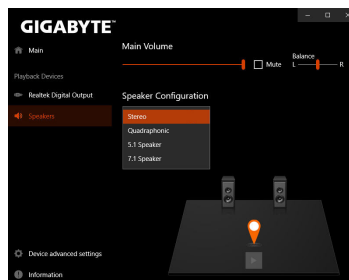 GIGABYTE™
Main
Playback Devices
Realtek Digital Output
Speakers
Device advanced settings
Information
Main Volume
Mute
Balance
L R
Speaker Configuration
Stereo
Quadraphonic
5.1 Speaker
7.1 Speaker